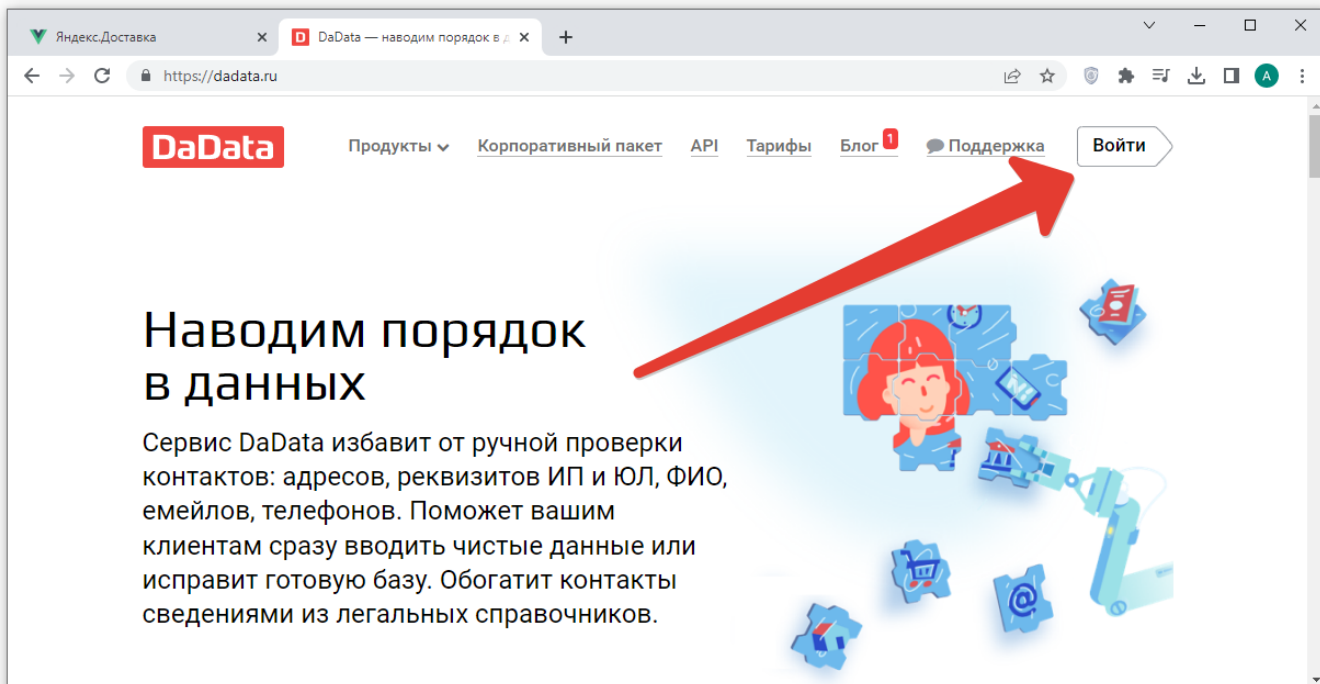 Яндекс.Доставка
DaData — наводим порядок в д
https://dadata.ru
A
DaData
Продукты
Корпоративный пакет
API
Тарифы
Блог 1
Поддержка
Войти
Наводим порядок
в данных
Сервис DaData избавит от ручной проверки
контактов: адресов, реквизитов ИП и ЮЛ, ФИО,
емейлов, телефонов. Поможет вашим
клиентам сразу вводить чистые данные или
исправит готовую базу. Обогатит контакты
сведениями из легальных справочников.
@